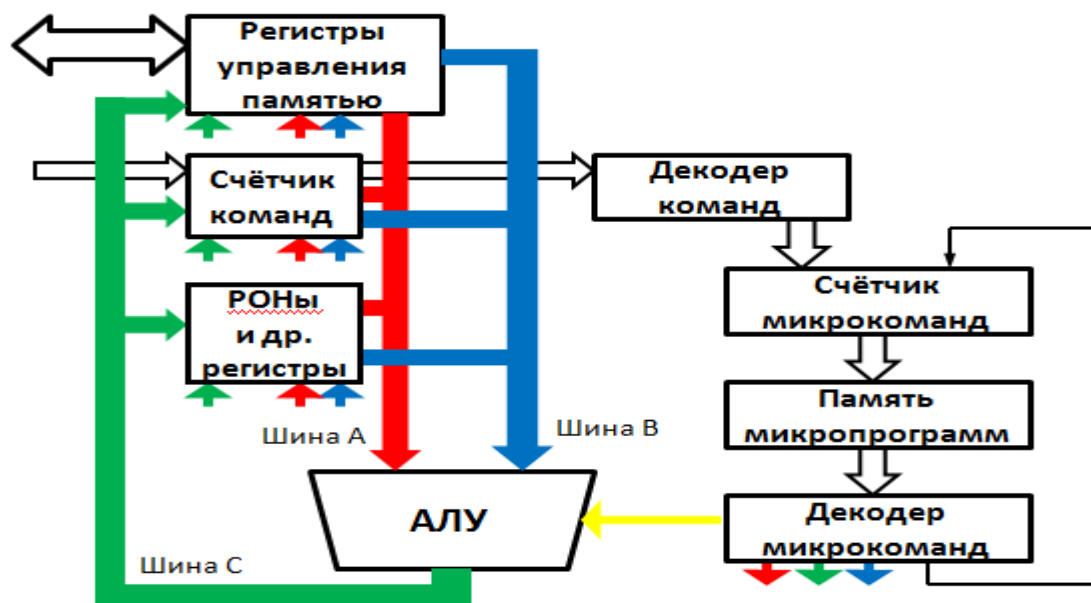 Регистры
управления
памятью
Счётчик
команд
Декодер
команд
Счётчик
микрокоманд
РОНы
и др.
регистры
Память
микропрограмм
Шина A
Шина B
АЛУ
Декодер
микрокоманд
Шина C